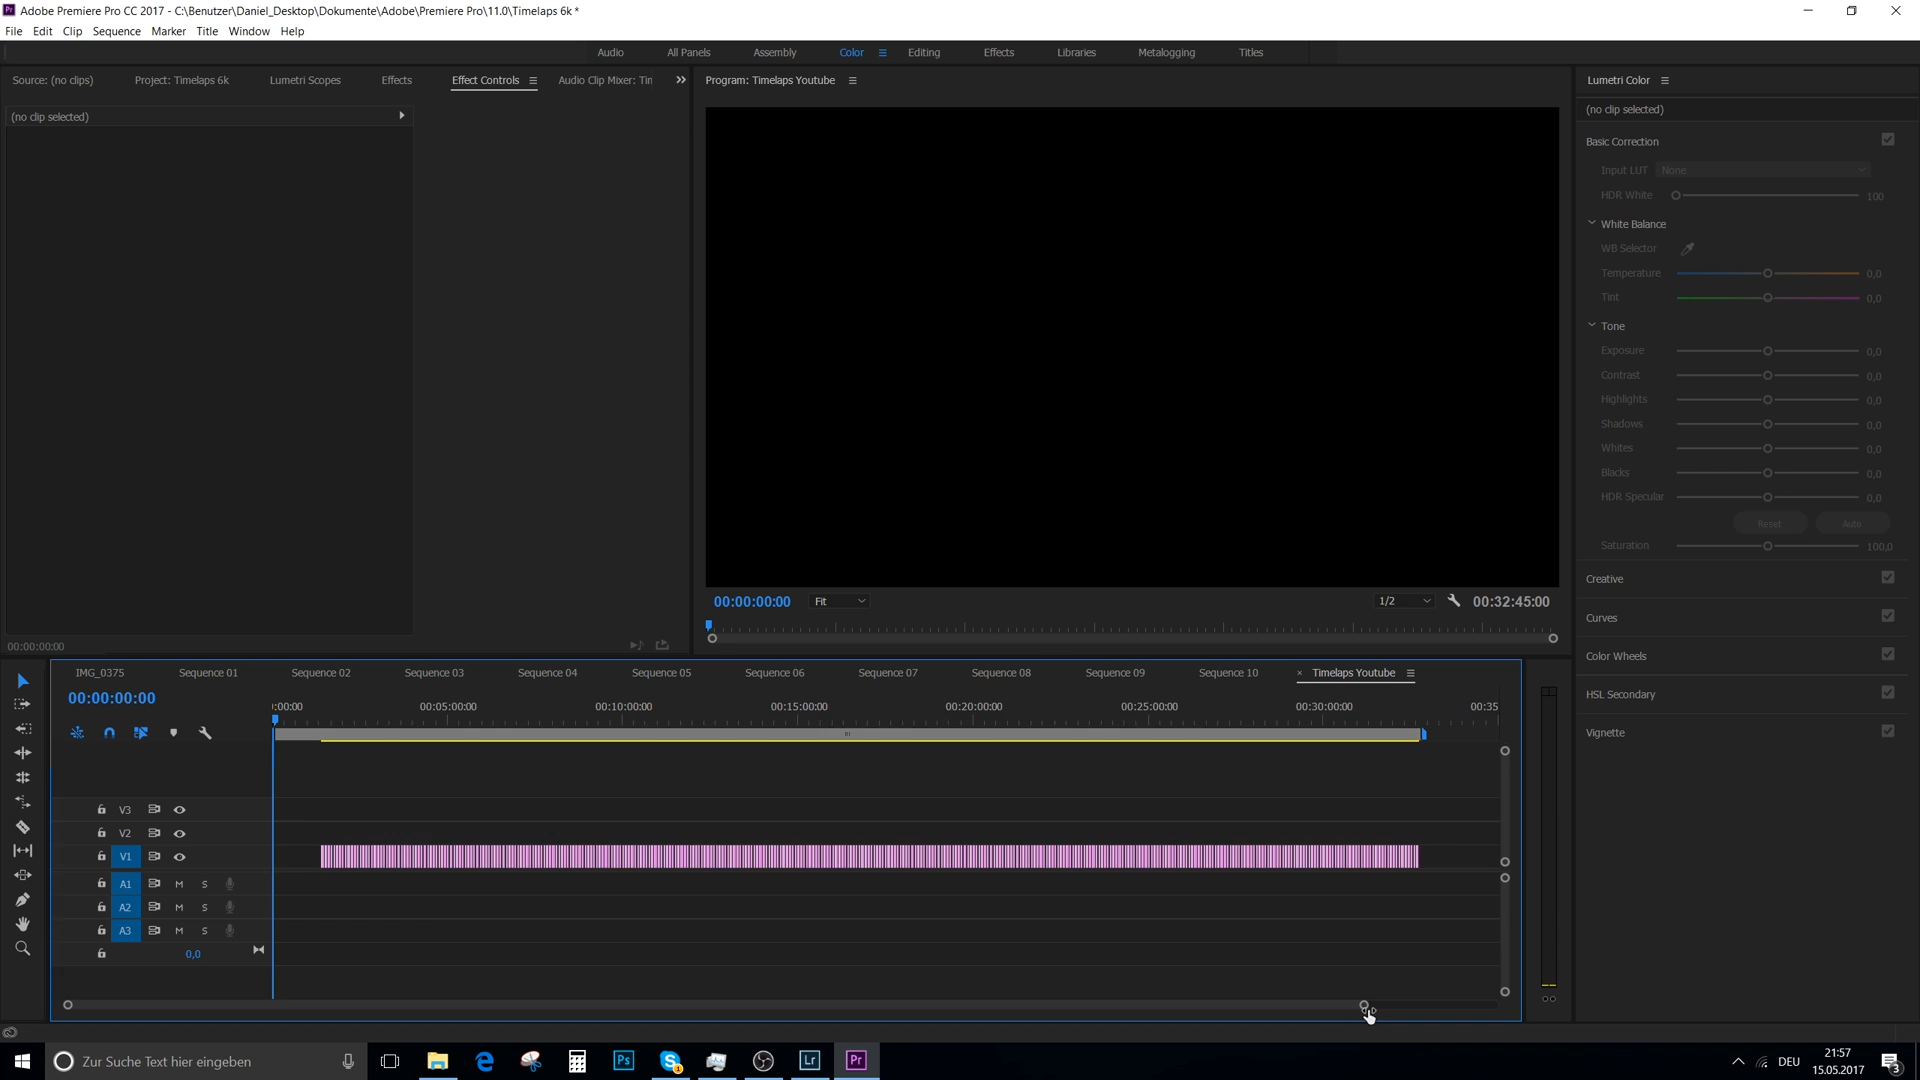 Adobe Premiere Pro CC 2017 - C:\Benutzer\Daniel_Desktop\Dokumente\Adobe\Premiere Pro\11.0\Timelaps 6k *
File Edit Clip Sequence Marker Title Window Help
Audio All Panels Assembly Color Editing Effects Libraries Metalogging Titles
Source: (no clips) Project: Timelaps 6k Lumetri Scopes Effects Effect Controls Audio Clip Mixer: Tin
Program: Timelaps Youtube
Lumetri Color
(no clip selected)
(no clip selected)
Basic Correction
Input LUT None
HDR White 100
White Balance
WB Selector
Temperature 0,0
Tint 0,0
Tone
Exposure 0,0
Contrast 0,0
Highlights 0,0
Shadows 0,0
Whites 0,0
Blacks 0,0
HDR Specular 0,0
Reset Auto
Saturation 100,0
Creative
Curves
Color Wheels
HSL Secondary
Vignette
00:00:00:00 Fit 1/2 00:32:45:00
00:00:00:00
IMG_0375 Sequence 01 Sequence 02 Sequence 03 Sequence 04 Sequence 05 Sequence 06 Sequence 07 Sequence 08 Sequence 09 Sequence 10 × Timelaps Youtube
00:00:00:00
:00:00 00:05:00:00 00:10:00:00 00:15:00:00 00:20:00:00 00:25:00:00 00:30:00:00 00:35
V3
V2
V1
A1 M S
A2 M S
A3 M S
0,0
Zur Suche Text hier eingeben
Ps
Lr
Pr
DEU
21:57
15.05.2017
3